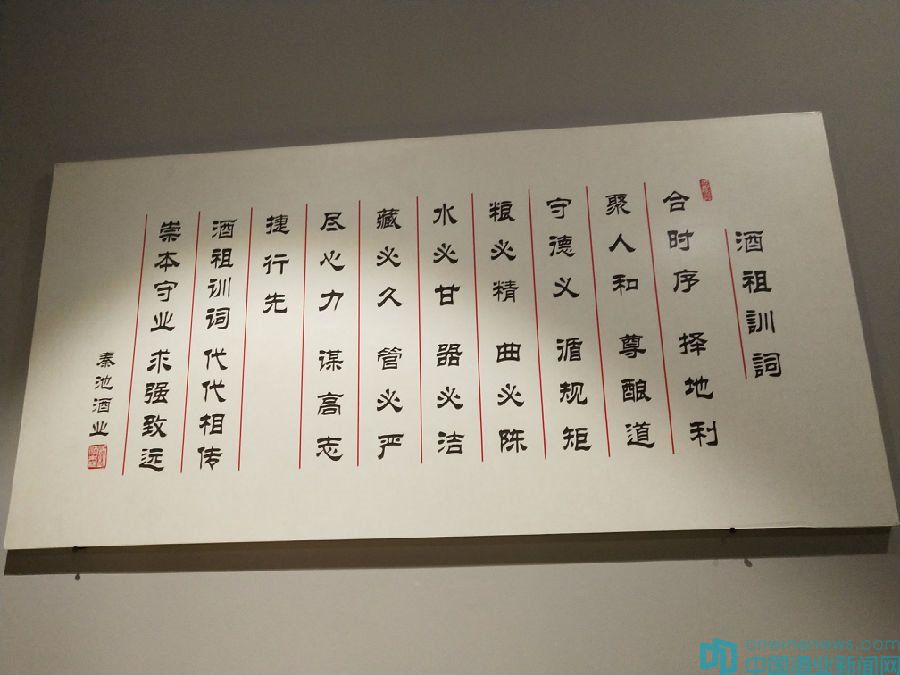 酒祖訓詞
合时序 择地利
聚人和 尊酿道
守德义 循规矩
粮必精 曲必陈
水必甘 器必洁
藏必久 管必严
尽心力 谋高志
捷行先
酒祖训词 代代相传
崇本守业 求强致远
秦池酒业
cnwinenews.com
中国酒业新闻网